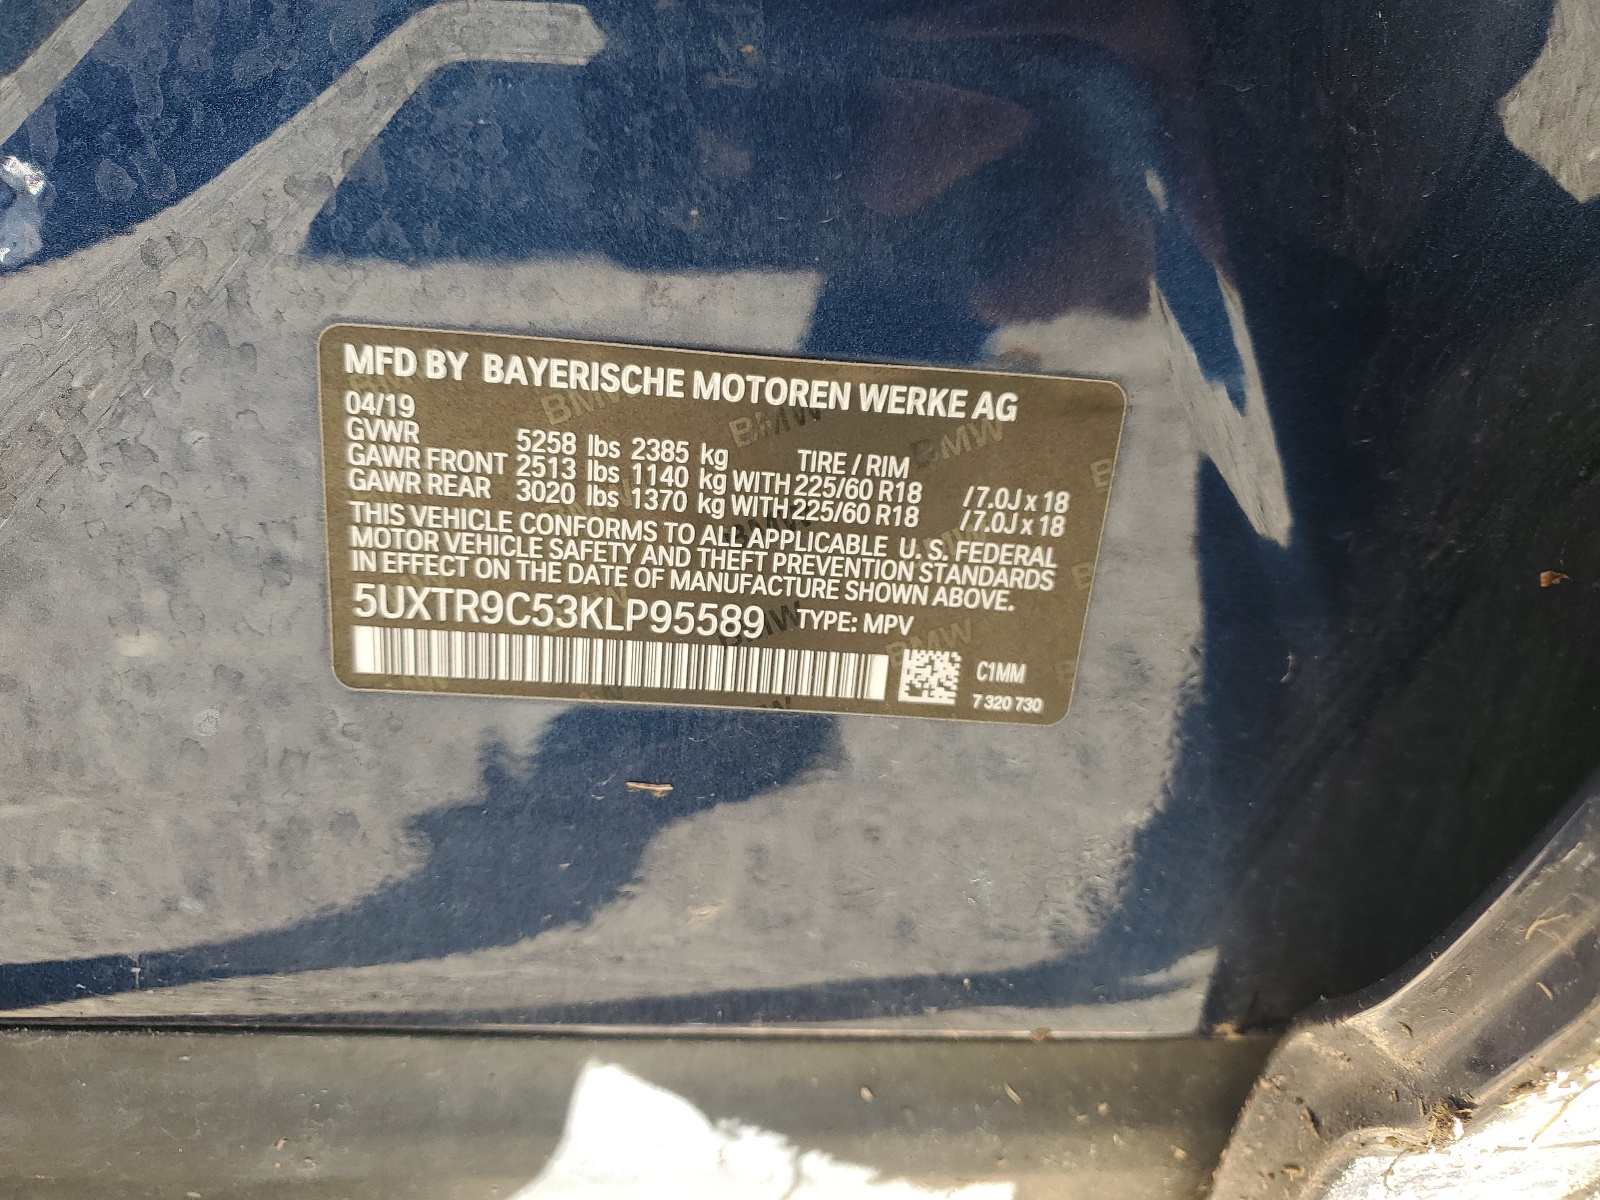 MFD BY BAYERISCHE MOTOREN WERKE AG
04/19
GVWR 5258 lbs 2385 kg TIRE / RIM
GAWR FRONT 2513 lbs 1140 kg WITH 225/60 R18 / 7.0J x 18
GAWR REAR 3020 lbs 1370 kg WITH 225/60 R18 / 7.0J x 18
THIS VEHICLE CONFORMS TO ALL APPLICABLE U. S. FEDERAL
MOTOR VEHICLE SAFETY AND THEFT PREVENTION STANDARDS
IN EFFECT ON THE DATE OF MANUFACTURE SHOWN ABOVE.
5UXTR9C53KLP95589 TYPE: MPV
C1MM
7 320 730